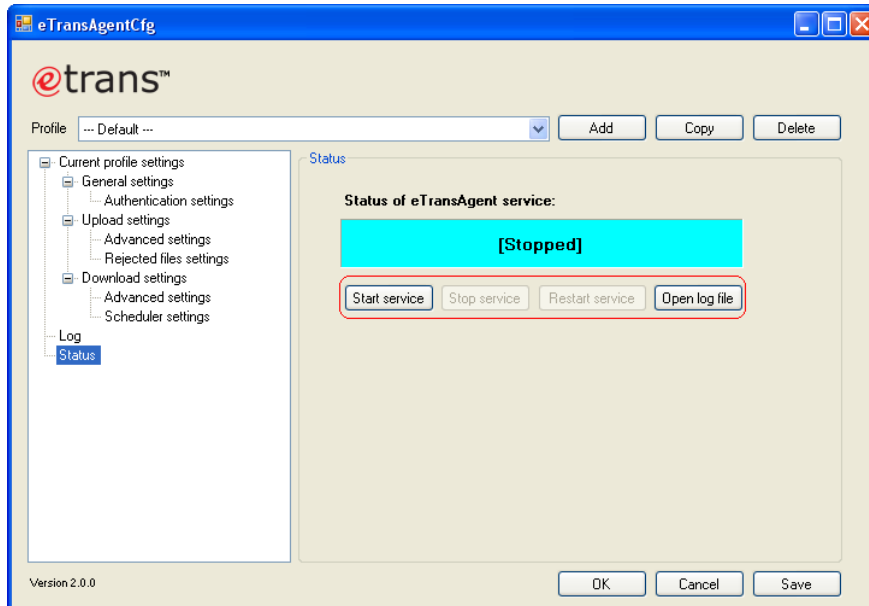 eTransAgentCfg
etrans™
Profile --- Default --- Add Copy Delete
Current profile settings
General settings
Authentication settings
Upload settings
Advanced settings
Rejected files settings
Download settings
Advanced settings
Scheduler settings
Log
Status
Status
Status of eTransAgent service:
[Stopped]
Start service Stop service Restart service Open log file
Version 2.0.0 OK Cancel Save